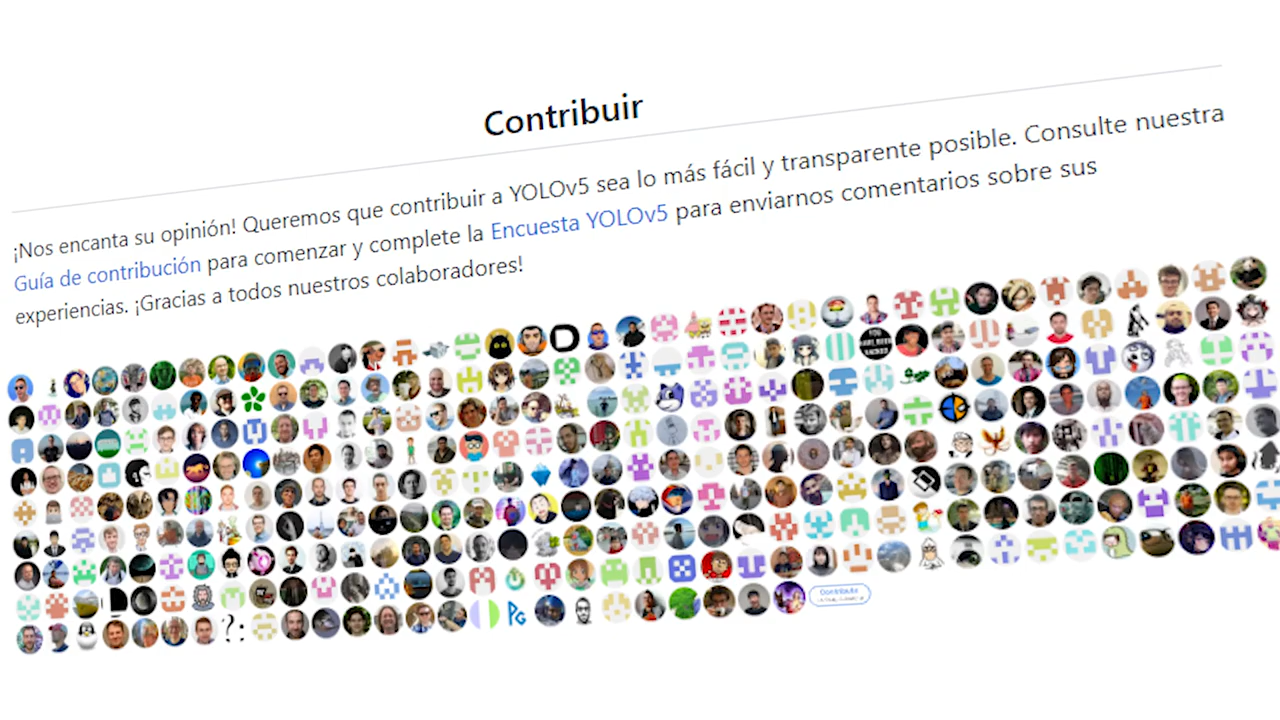 Contribuir
¡Nos encanta su opinión! Queremos que contribuir a YOLOv5 sea lo más fácil y transparente posible. Consulte nuestra
Guía de contribución para comenzar y complete la Encuesta YOLOv5 para enviarnos comentarios sobre sus
experiencias. ¡Gracias a todos nuestros colaboradores!
Contribute